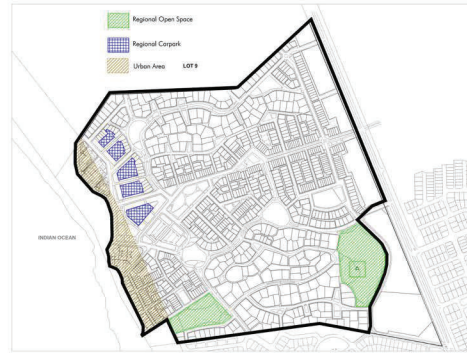 Regional Open Space
Regional Carpark
Urban Area LOT 9
INDIAN OCEAN